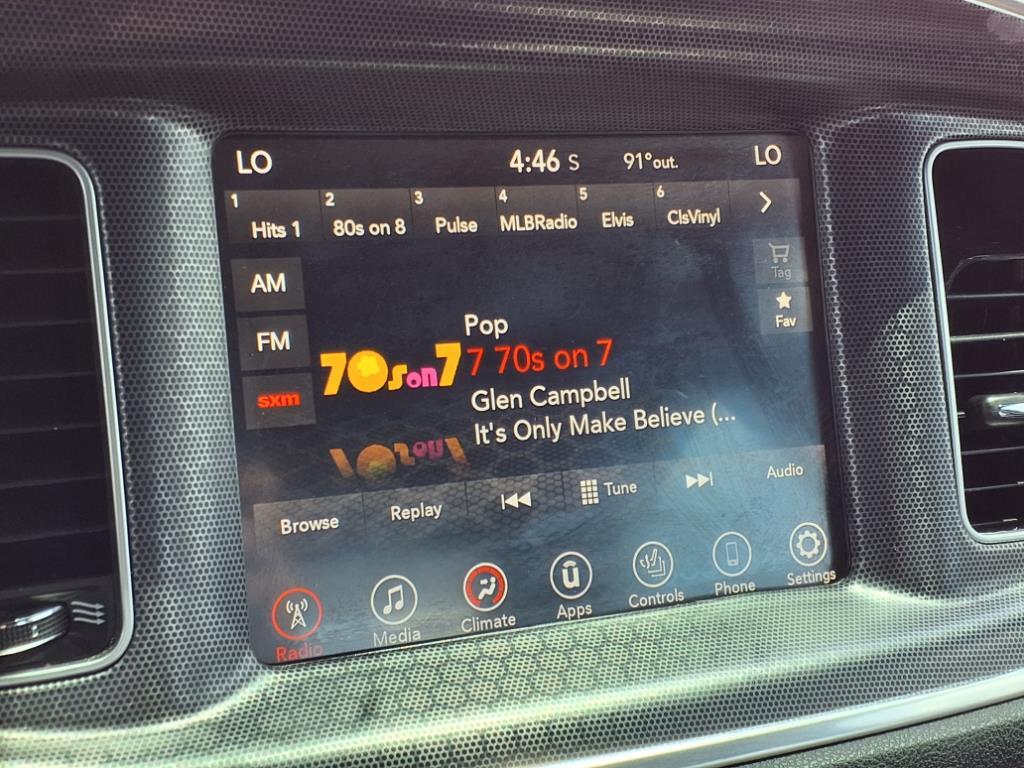 LO 4:46 S 91°out. LO
1 2 3 4 5 6
Hits 1 80s on 8 Pulse MLBRadio Elvis ClsVinyl
AM
Tag
FM
Fav
sxm
Pop
70s on 7
7 70s on 7
Glen Campbell
It's Only Make Believe (...
Browse Replay Tune Audio
Radio Media Climate Apps Controls Phone Settings